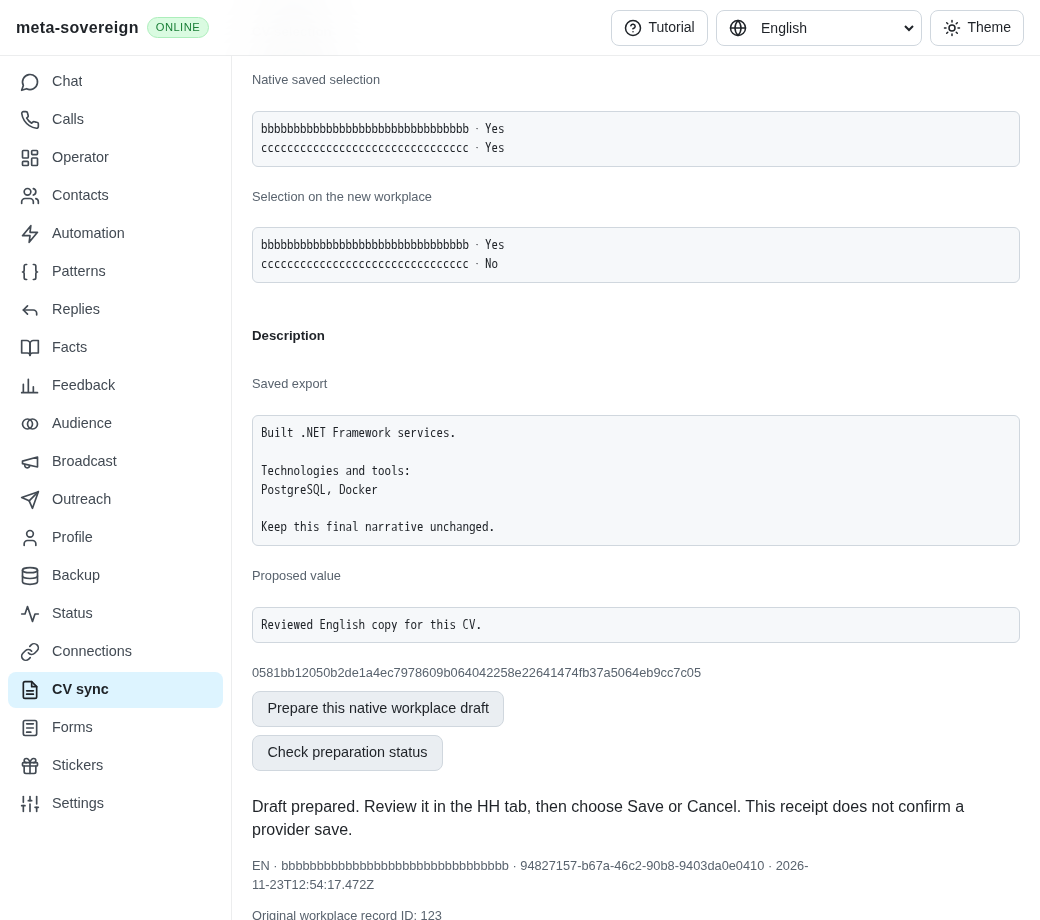 meta-sovereign ONLINE
Tutorial
English
Theme
Chat
Calls
Operator
Contacts
Automation
Patterns
Replies
Facts
Feedback
Audience
Broadcast
Outreach
Profile
Backup
Status
Connections
CV sync
Forms
Stickers
Settings
Native saved selection
bbbbbbbbbbbbbbbbbbbbbbbbbbbbbbbb · Yes
cccccccccccccccccccccccccccccccc · Yes
Selection on the new workplace
bbbbbbbbbbbbbbbbbbbbbbbbbbbbbbbb · Yes
cccccccccccccccccccccccccccccccc · No
Description
Saved export
Built .NET Framework services.
Technologies and tools:
PostgreSQL, Docker
Keep this final narrative unchanged.
Proposed value
Reviewed English copy for this CV.
0581bb12050b2de1a4ec7978609b064042258e22641474fb37a5064eb9cc7c05
Prepare this native workplace draft
Check preparation status
Draft prepared. Review it in the HH tab, then choose Save or Cancel. This receipt does not confirm a
provider save.
EN · bbbbbbbbbbbbbbbbbbbbbbbbbbbbbbbb · 94827157-b67a-46c2-90b8-9403da0e0410 · 2026-
11-23T12:54:17.472Z
Original workplace record ID: 123